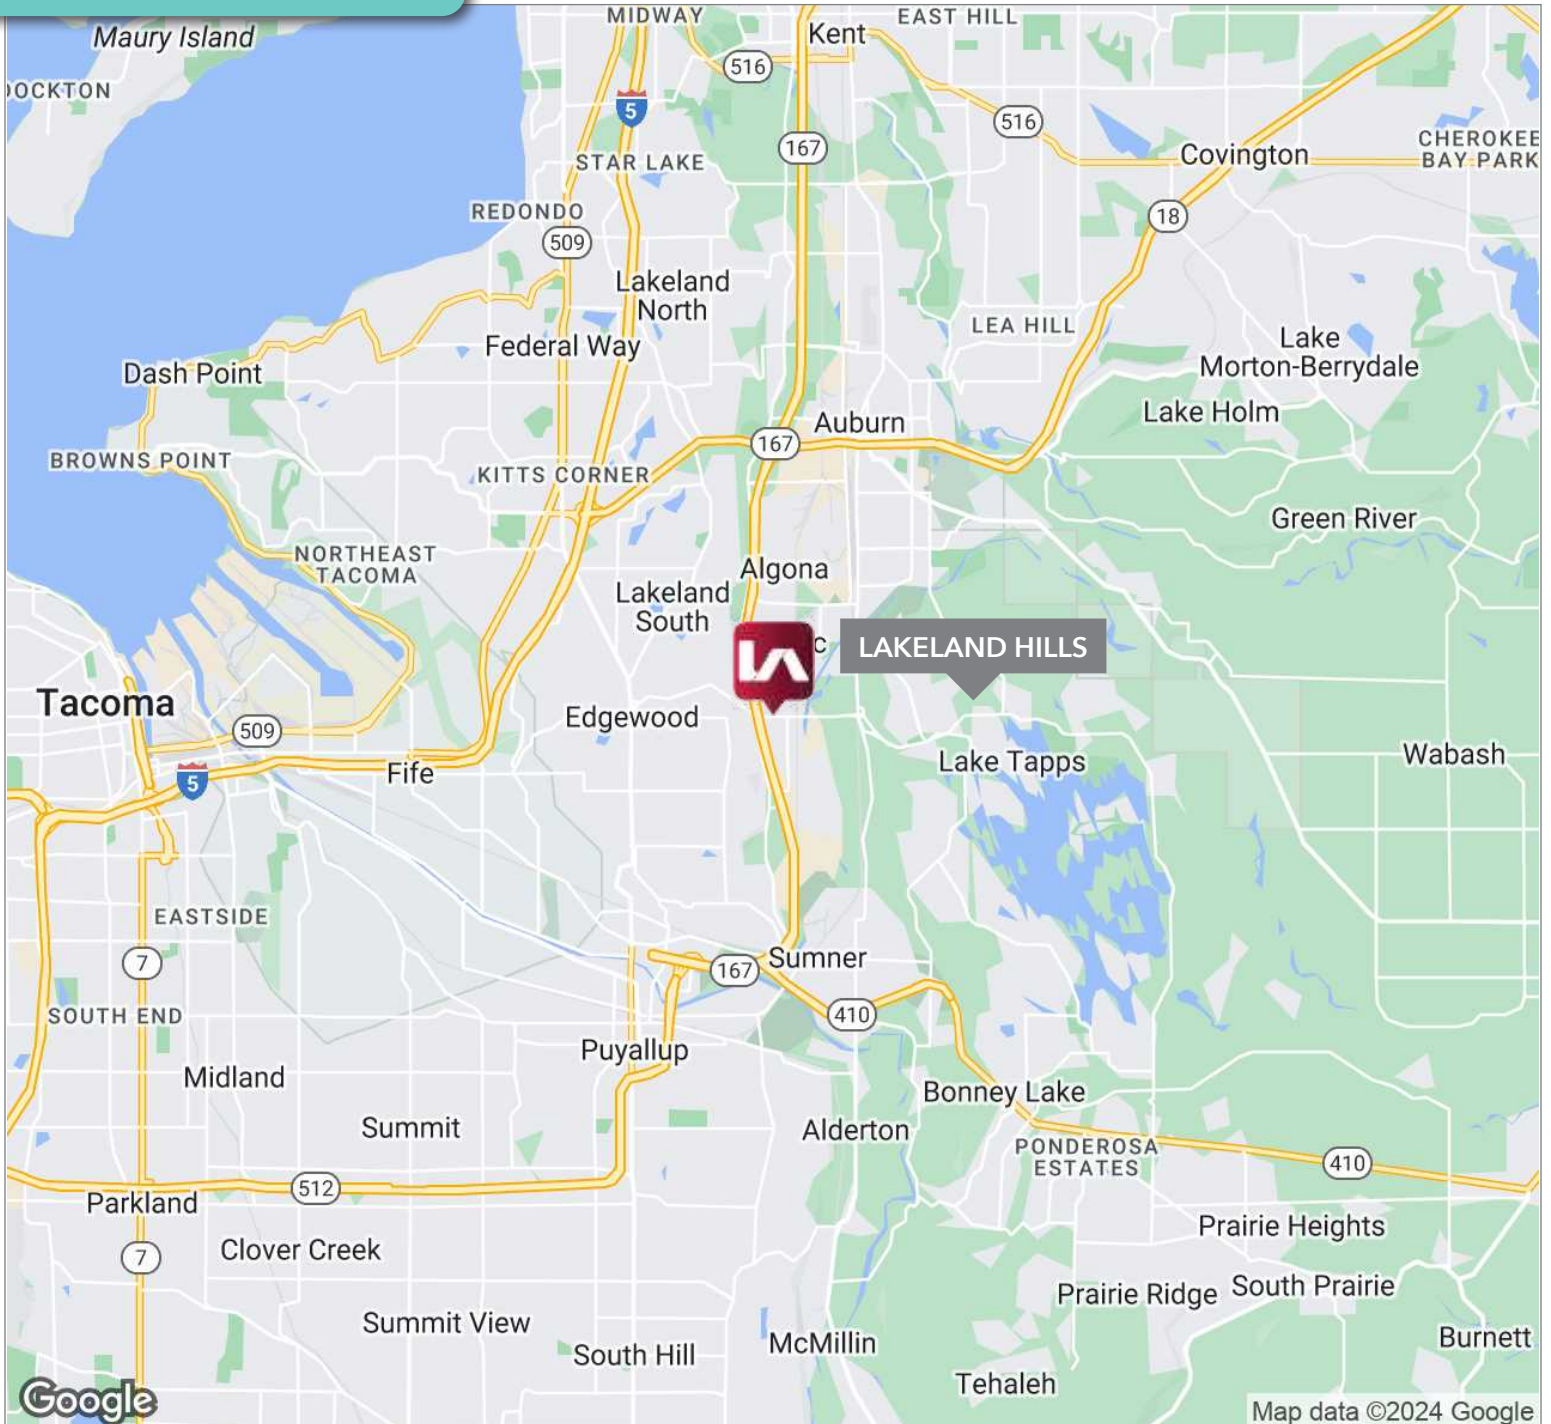 MIDWAY
EAST HILL
Maury Island
Kent
516
DOCKTON
5
516
167
STAR LAKE
Covington
CHEROKEE
BAY PARK
REDONDO
18
509
Lakeland
North
LEA HILL
Federal Way
Lake
Morton-Berrydale
Dash Point
Lake Holm
Auburn
167
BROWNS POINT
KITTS CORNER
Green River
NORTHEAST
TACOMA
Algona
Lakeland
South
c
LAKELAND HILLS
LA
Tacoma
Edgewood
509
Wabash
Lake Tapps
Fife
5
EASTSIDE
7
Sumner
167
SOUTH END
410
Puyallup
Midland
Bonney Lake
Summit
Alderton
PONDEROSA
ESTATES
410
512
Parkland
Prairie Heights
7
Clover Creek
Prairie Ridge
South Prairie
Summit View
McMillin
Burnett
South Hill
Tehaleh
Google
Map data ©2024 Google